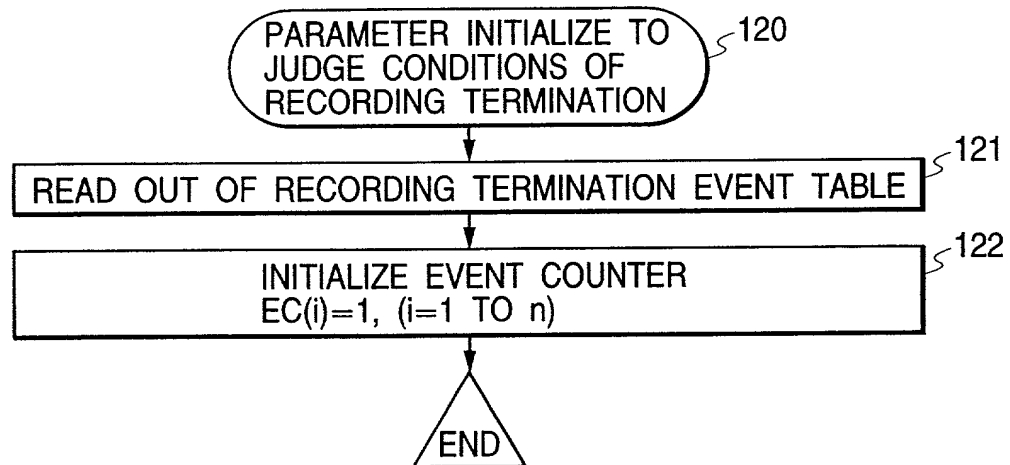 PARAMETER INITIALIZE TO
JUDGE CONDITIONS OF
RECORDING TERMINATION
120
121
READ OUT OF RECORDING TERMINATION EVENT TABLE
122
INITIALIZE EVENT COUNTER
EC(i)=1, (i=1 TO n)
END